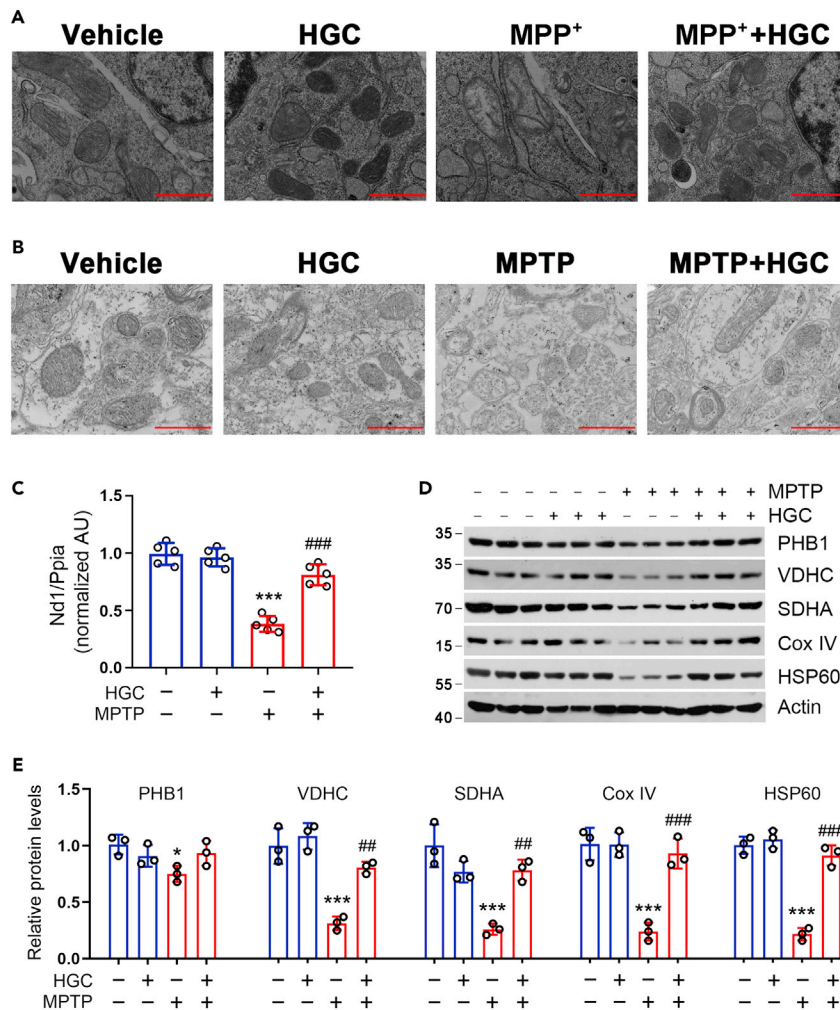 A
Vehicle HGC MPP+ MPP++HGC
B
Vehicle HGC MPTP MPTP+HGC
C
Nd1/Ppia
(normalized AU)
1.5
1.0
0.5
0.0
*** ###
HGC − + − +
MPTP − − + +
D
− − − − − − + + + + + + MPTP
− − − + + + − − − + + + HGC
35 PHB1
35 VDHC
70 SDHA
15 Cox IV
55 HSP60
40 Actin
E
Relative protein levels
1.5
1.0
0.5
0.0
PHB1 VDHC SDHA Cox IV HSP60
* *** ## *** ## *** ### *** ###
HGC − + − + − + − + − + − + − + − + − + − +
MPTP − − + + − − + + − − + + − − + + − − + +